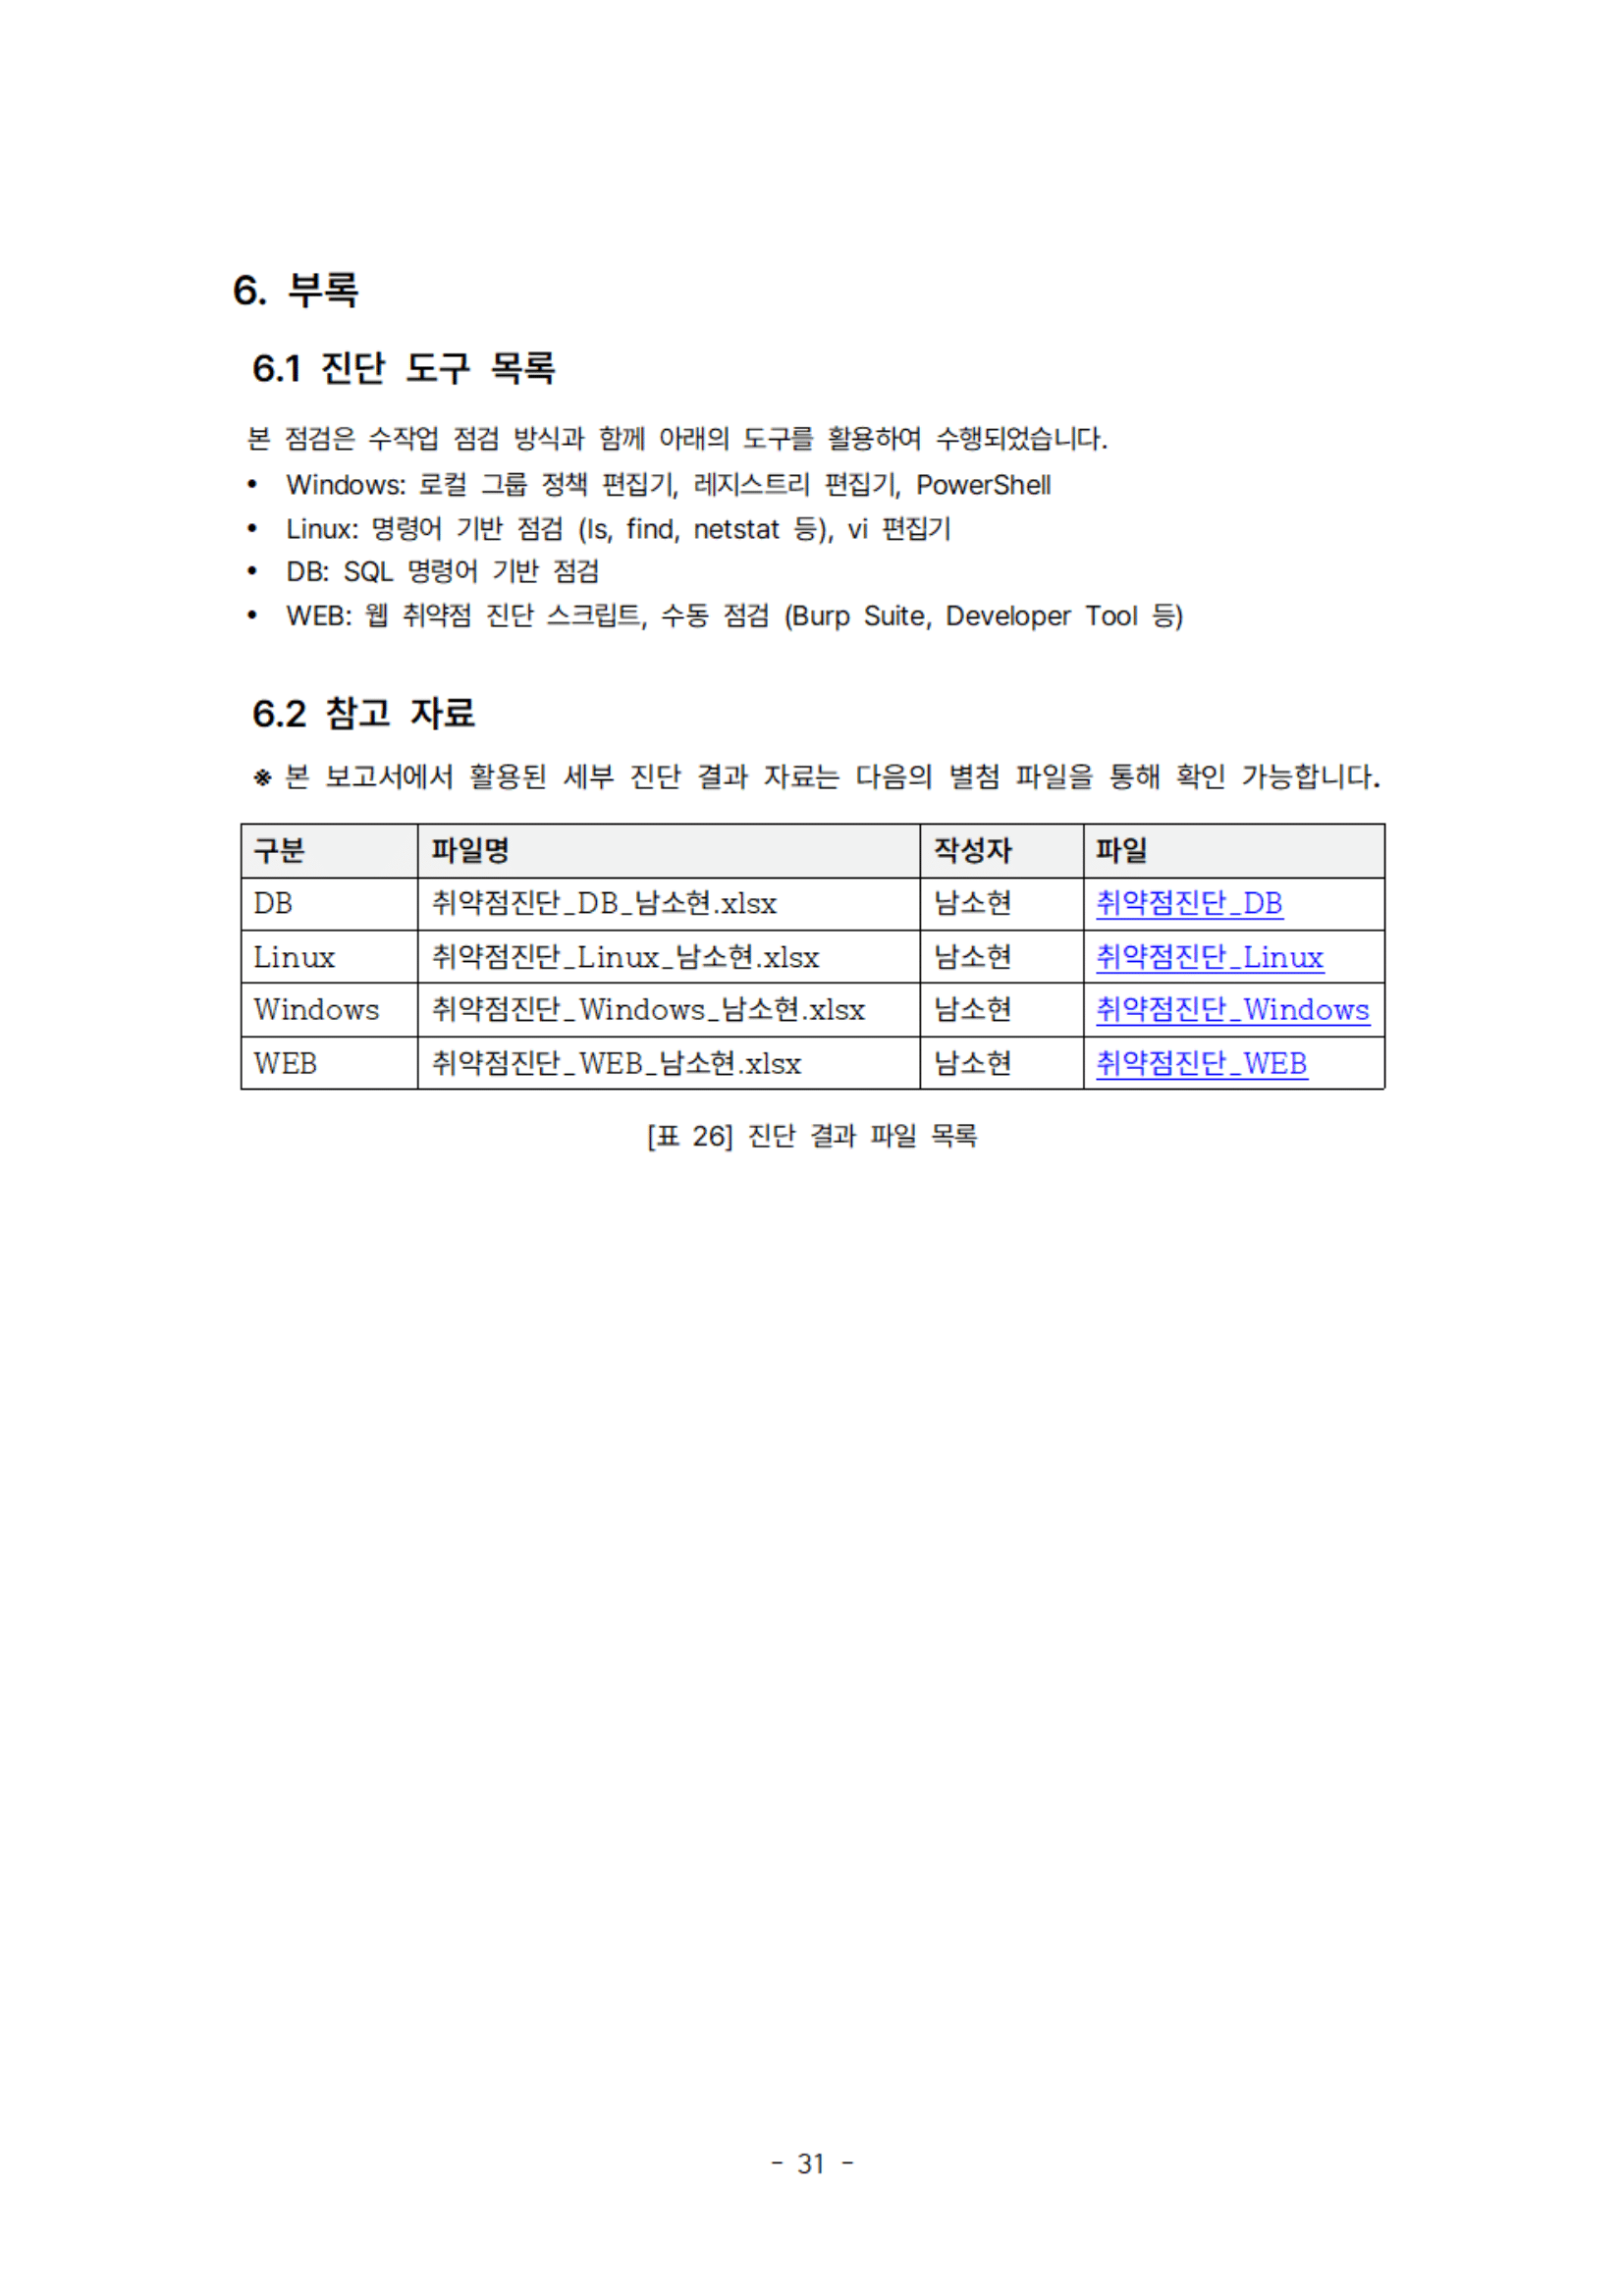 6. 부록
6.1 진단 도구 목록
본 점검은 수작업 점검 방식과 함께 아래의 도구를 활용하여 수행되었습니다.
• Windows: 로컬 그룹 정책 편집기, 레지스트리 편집기, PowerShell
• Linux: 명령어 기반 점검 (ls, find, netstat 등), vi 편집기
• DB: SQL 명령어 기반 점검
• WEB: 웹 취약점 진단 스크립트, 수동 점검 (Burp Suite, Developer Tool 등)
6.2 참고 자료
※ 본 보고서에서 활용된 세부 진단 결과 자료는 다음의 별첨 파일을 통해 확인 가능합니다.
구분 파일명 작성자 파일
DB 취약점진단_DB_남소현.xlsx 남소현 취약점진단_DB
Linux 취약점진단_Linux_남소현.xlsx 남소현 취약점진단_Linux
Windows 취약점진단_Windows_남소현.xlsx 남소현 취약점진단_Windows
WEB 취약점진단_WEB_남소현.xlsx 남소현 취약점진단_WEB
[표 26] 진단 결과 파일 목록
- 31 -